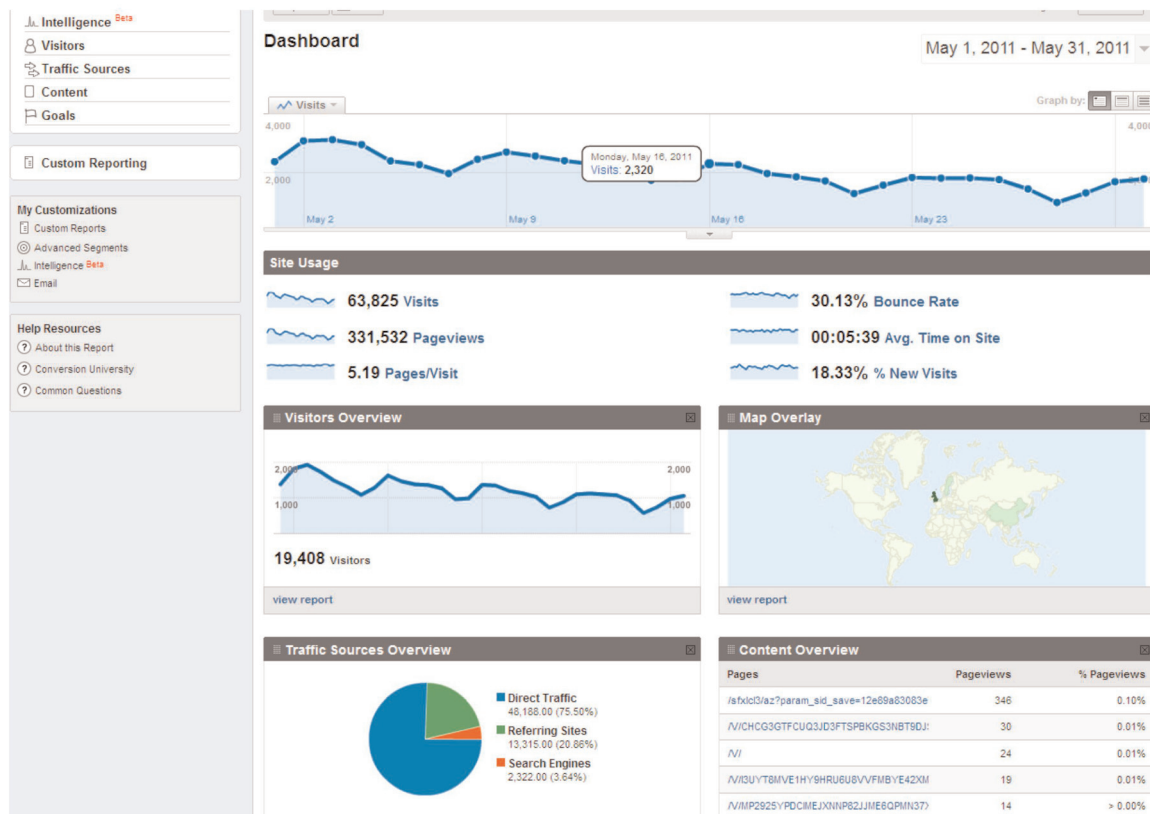 Intelligence Beta
Visitors
Traffic Sources
Content
Goals
Custom Reporting
My Customizations
Custom Reports
Advanced Segments
Intelligence Beta
Email
Help Resources
? About this Report
? Conversion University
? Common Questions
Dashboard
May 1, 2011 - May 31, 2011
Visits
Graph by:
4,000
4,000
Monday, May 16, 2011
Visits: 2,320
2,000
May 2
May 9
May 16
May 23
Site Usage
63,825 Visits
30.13% Bounce Rate
331,532 Pageviews
00:05:39 Avg. Time on Site
5.19 Pages/Visit
18.33% % New Visits
Visitors Overview
2,000
2,000
1,000
1,000
19,408 Visitors
view report
Map Overlay
view report
Traffic Sources Overview
Direct Traffic
48,188.00 (75.50%)
Referring Sites
13,315.00 (20.86%)
Search Engines
2,322.00 (3.64%)
Content Overview
Pages Pageviews % Pageviews
/sfxlcl3/az?param_sid_save=12e89a83083e 346 0.10%
30 0.01%
/V/ 24 0.01%
19 0.01%
14 > 0.00%